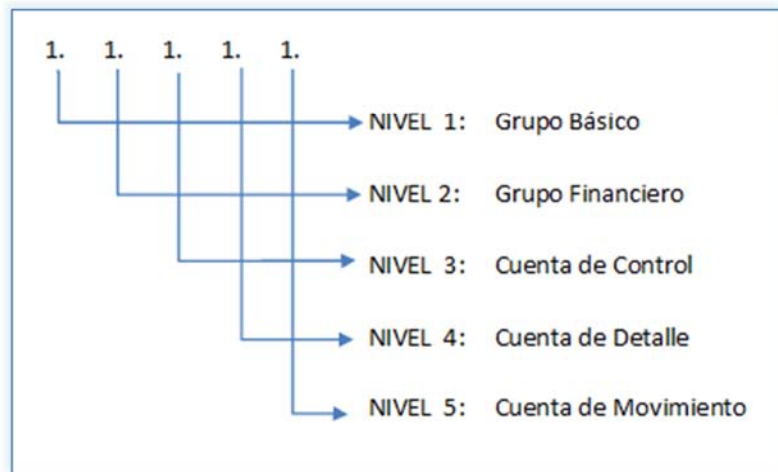 1. 1. 1. 1. 1.
NIVEL 1: Grupo Básico
NIVEL 2: Grupo Financiero
NIVEL 3: Cuenta de Control
NIVEL 4: Cuenta de Detalle
NIVEL 5: Cuenta de Movimiento